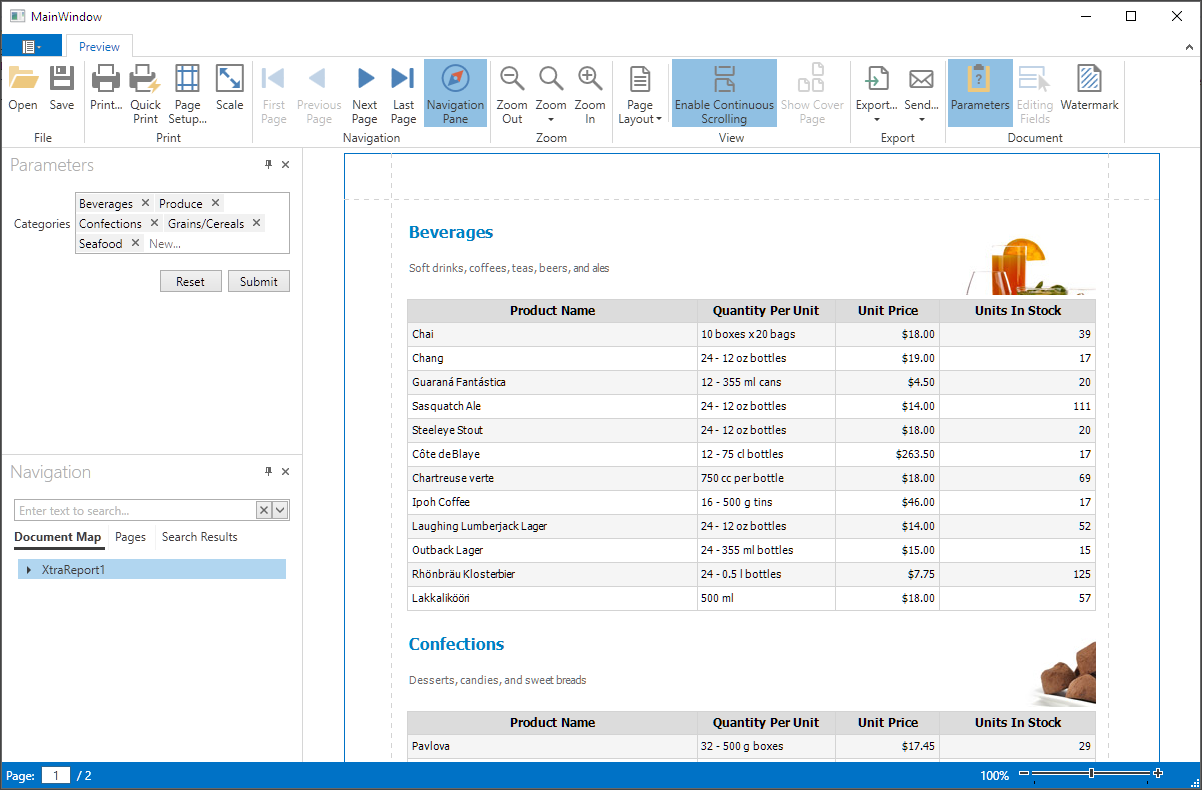 MainWindow
Preview
Open Save Print... Quick Print Page Setup... Scale First Page Previous Page Next Page Last Page Navigation Pane Zoom Out Zoom Zoom In Page Layout Enable Continuous Scrolling Show Cover Page Export... Send... Parameters Editing Fields Watermark
File Print Navigation Zoom View Export Document
Parameters
Categories
Beverages Produce
Confections Grains/Cereals
Seafood New...
Reset Submit
Navigation
Enter text to search...
Document Map Pages Search Results
XtraReport1
Beverages
Soft drinks, coffees, teas, beers, and ales
Product Name Quantity Per Unit Unit Price Units In Stock
Chai 10 boxes x 20 bags $18.00 39
Chang 24 - 12 oz bottles $19.00 17
Guaraná Fantástica 12 - 355 ml cans $4.50 20
Sasquatch Ale 24 - 12 oz bottles $14.00 111
Steeleye Stout 24 - 12 oz bottles $18.00 20
Côte de Blaye 12 - 75 cl bottles $263.50 17
Chartreuse verte 750 cc per bottle $18.00 69
Ipoh Coffee 16 - 500 g tins $46.00 17
Laughing Lumberjack Lager 24 - 12 oz bottles $14.00 52
Outback Lager 24 - 355 ml bottles $15.00 15
Rhönbräu Klosterbier 24 - 0.5 l bottles $7.75 125
Lakkalikööri 500 ml $18.00 57
Confections
Desserts, candies, and sweet breads
Product Name Quantity Per Unit Unit Price Units In Stock
Pavlova 32 - 500 g boxes $17.45 29
Page: 1 / 2 100%